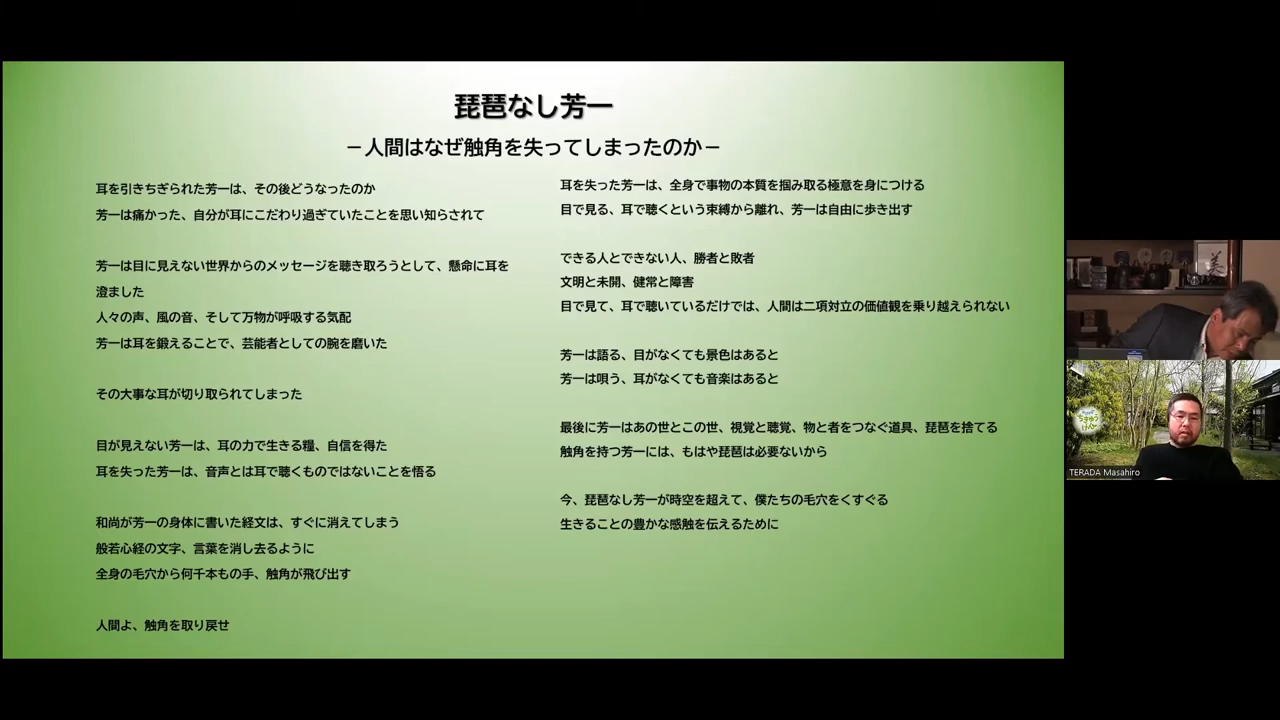 琵琶なし芳一
－人間はなぜ触角を失ってしまったのか－
耳を引きちぎられた芳一は、その後どうなったのか
芳一は痛かった、自分が耳にこだわり過ぎていたことを思い知らされて
芳一は目に見えない世界からのメッセージを聴き取ろうとして、懸命に耳を
澄ました
人々の声、風の音、そして万物が呼吸する気配
芳一は耳を鍛えることで、芸能者としての腕を磨いた
その大事な耳が切り取られてしまった
目が見えない芳一は、耳の力で生きる糧、自信を得た
耳を失った芳一は、音声とは耳で聴くものではないことを悟る
和尚が芳一の身体に書いた経文は、すぐに消えてしまう
般若心経の文字、言葉を消し去るように
全身の毛穴から何千本もの手、触角が飛び出す
人間よ、触角を取り戻せ
耳を失った芳一は、全身で事物の本質を掴み取る極意を身につける
目で見る、耳で聴くという束縛から離れ、芳一は自由に歩き出す
できる人とできない人、勝者と敗者
文明と未開、健常と障害
目で見て、耳で聴いているだけでは、人間は二項対立の価値観を乗り越えられない
芳一は語る、目がなくても景色はあると
芳一は唄う、耳がなくても音楽はあると
最後に芳一はあの世とこの世、視覚と聴覚、物と者をつなぐ道具、琵琶を捨てる
触角を持つ芳一には、もはや琵琶は必要ないから
今、琵琶なし芳一が時空を超えて、僕たちの毛穴をくすぐる
生きることの豊かな感触を伝えるために
美
ちきゅう
けん
TERADA Masahiro